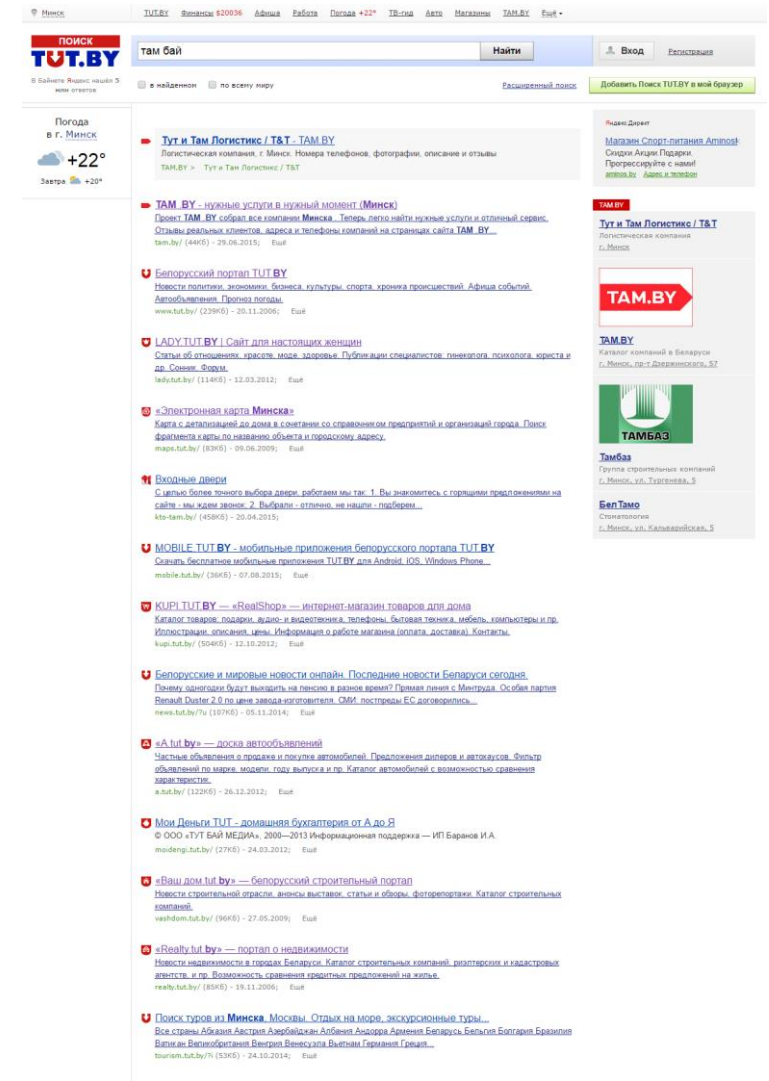 Минск
TUT.BY Финансы $20036 Афиша Работа Погода +22° ТВ-гид Авто Магазины TAM.BY Ещё
ПОИСК
TUT.BY
там бай
Найти
Вход
Регистрация
В Байнете Яндекс нашёл 5
млн ответов
в найденном
по всему миру
Расширенный поиск
Добавить Поиск TUT.BY в мой браузер
Погода
в г. Минск
+22°
Завтра +20°
Тут и Там Логистикс / T&T - TAM.BY
Логистическая компания, г. Минск. Номера телефонов, фотографии, описание и отзывы
TAM.BY > Тут и Там Логистикс / T&T
TAM .BY - нужные услуги в нужный момент (Минск)
Проект TAM .BY собрал все компании Минска . Теперь легко найти нужные услуги и отличный сервис.
Отзывы реальных клиентов, адреса и телефоны компаний на страницах сайта TAM .BY...
tam.by/ (44Кб) - 29.06.2015; Ещё
Белорусский портал TUT.BY
Новости политики, экономики, бизнеса, культуры, спорта, хроника происшествий. Афиша событий.
Автообъявления. Прогноз погоды.
www.tut.by/ (239Кб) - 20.11.2006; Ещё
LADY.TUT.BY | Сайт для настоящих женщин
Статьи об отношениях, красоте, моде, здоровье. Публикации специалистов: гинеколога, психолога, юриста и
др. Сонник. Форум.
lady.tut.by/ (114Кб) - 12.03.2012; Ещё
«Электронная карта Минска»
Карта с детализацией до дома в сочетании со справочником предприятий и организаций города. Поиск
фрагмента карты по названию объекта и городскому адресу.
maps.tut.by/ (83Кб) - 09.06.2009; Ещё
Входные двери
С целью более точного выбора двери, работаем мы так: 1. Вы знакомитесь с горящими предложениями на
сайте - мы ждем звонок. 2. Выбрали - отлично, не нашли - подберем...
kts-tam.by/ (458Кб) - 20.04.2015;
MOBILE.TUT.BY - мобильные приложения белорусского портала TUT.BY
Скачать бесплатное мобильные приложения TUT.BY для Android, iOS, Windows Phone...
mobile.tut.by/ (36Кб) - 07.08.2015; Ещё
KUPI.TUT.BY — «RealShop» — интернет-магазин товаров для дома
Каталог товаров: подарки, аудио- и видеотехника, телефоны, бытовая техника, мебель, компьютеры и пр.
Иллюстрации, описания, цены. Информация о работе магазина (оплата, доставка). Контакты.
kupi.tut.by/ (504Кб) - 12.10.2012; Ещё
Белорусские и мировые новости онлайн. Последние новости Беларуси сегодня.
Почему одногодки будут выходить на пенсию в разное время? Прямая линия с Минтруда. Особая партия
Renault Duster 2.0 по цене завода-изготовителя. СМИ: постпреды ЕС договорились...
news.tut.by/?u (107Кб) - 05.11.2014; Ещё
«A.tut.by» — доска автообъявлений
Частные объявления о продаже и покупке автомобилей. Предложения дилеров и автохаусов. Фильтр
объявлений по марке, модели, году выпуска и пр. Каталог автомобилей с возможностью сравнения
характеристик.
a.tut.by/ (122Кб) - 26.12.2012; Ещё
Мои Деньги TUT - домашняя бухгалтерия от А до Я
© ООО «ТУТ БАЙ МЕДИА», 2000—2013 Информационная поддержка — ИП Баранов И.А.
moidengi.tut.by/ (27Кб) - 24.03.2012; Ещё
«Ваш дом.tut.by» — белорусский строительный портал
Новости строительной отрасли, анонсы выставок, статьи и обзоры, фоторепортажи. Каталог строительных
компаний.
vashdom.tut.by/ (96Кб) - 27.05.2009; Ещё
«Realty.tut.by» — портал о недвижимости
Новости недвижимости в городах Беларуси. Каталог строительных компаний, риэлтерских и кадастровых
агентств, и пр. Возможность сравнения кредитных предложений на жилье.
realty.tut.by/ (85Кб) - 19.11.2006; Ещё
Поиск туров из Минска, Москвы. Отдых на море, экскурсионные туры...
Все страны Абхазия Австрия Азербайджан Албания Андорра Армения Беларусь Бельгия Болгария Бразилия
Ватикан Великобритания Венгрия Венесуэла Вьетнам Германия Греция...
tourism.tut.by/?i (53Кб) - 24.10.2014; Ещё
Яндекс.Директ
Магазин Спорт-питания Aminosk
Скидки.Акции.Подарки.
Прогрессируйте с нами!
aminos.by Адрес и телефон
TAM.BY
Тут и Там Логистикс / T&T
Логистическая компания
г. Минск
TAM.BY
TAM.BY
Каталог компаний в Беларуси
г. Минск, пр-т Дзержинского, 57
ТАМБАЗ
Тамбаз
Группа строительных компаний
г. Минск, ул. Тургенева, 5
БелТамо
Стоматология
г. Минск, ул. Кальварийская, 5